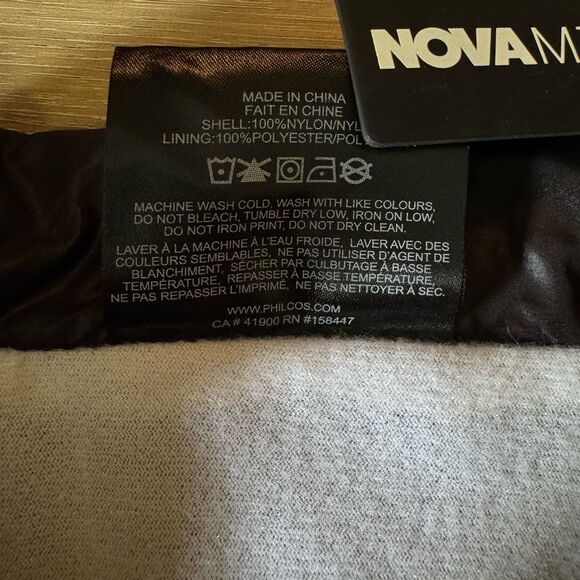 NOVA
MADE IN CHINA
FAIT EN CHINE
SHELL:100%NYLON/
LINING:100%POLYESTER/
MACHINE WASH COLD, WASH WITH LIKE COLOURS,
DO NOT BLEACH, TUMBLE DRY LOW, IRON ON LOW,
DO NOT IRON PRINT, DO NOT DRY CLEAN.
LAVER À LA MACHINE À L'EAU FROIDE, LAVER AVEC DES
COULEURS SEMBLABLES, NE PAS UTILISER D'AGENT DE
BLANCHIMENT, SÉCHER PAR CULBUTAGE À BASSE
TEMPÉRATURE, REPASSER À BASSE TEMPÉRATURE,
NE PAS REPASSER L'IMPRIMÉ, NE PAS NETTOYER À SEC.
WWW.PHILCOS.COM
CA # 41900 RN #158447